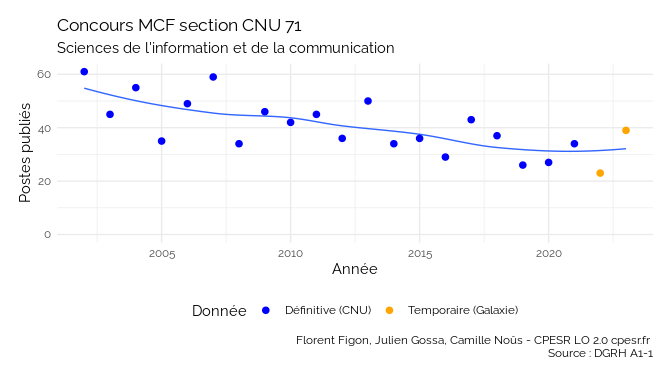 Concours MCF section CNU 71
Sciences de l'information et de la communication
Postes publiés
60
40
20
0
2005 2010 2015 2020
Année
Donnée Définitive (CNU) Temporaire (Galaxie)
Florent Figon, Julien Gossa, Camille Noûs - CPESR LO 2.0 cpesr.fr
Source : DGRH A1-1